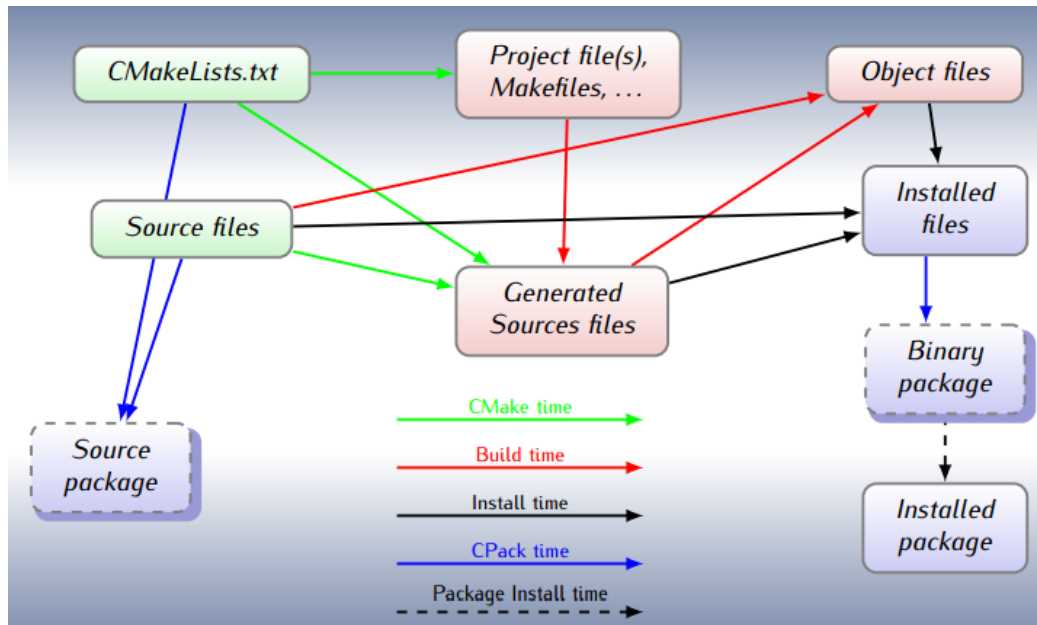 CMakeLists.txt
Project file(s),
Makefiles, …
Object files
Source files
Installed
files
Generated
Sources files
Binary
package
Source
package
Installed
package
CMake time
Build time
Install time
CPack time
Package Install time